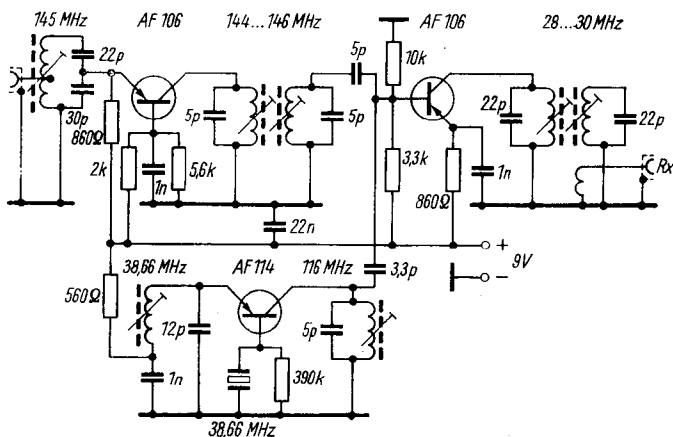 145 MHz
AF 106
144...146 MHz
AF 106
28...30 MHz
22p
30p
860Ω
2k
1n
5,6k
5p
5p
5p
10k
3,3k
860Ω
1n
22p
22p
Rx
22n
+
9V
−
560Ω
38,66 MHz
AF 114
116 MHz
3,3p
12p
1n
5p
390k
38,66 MHz